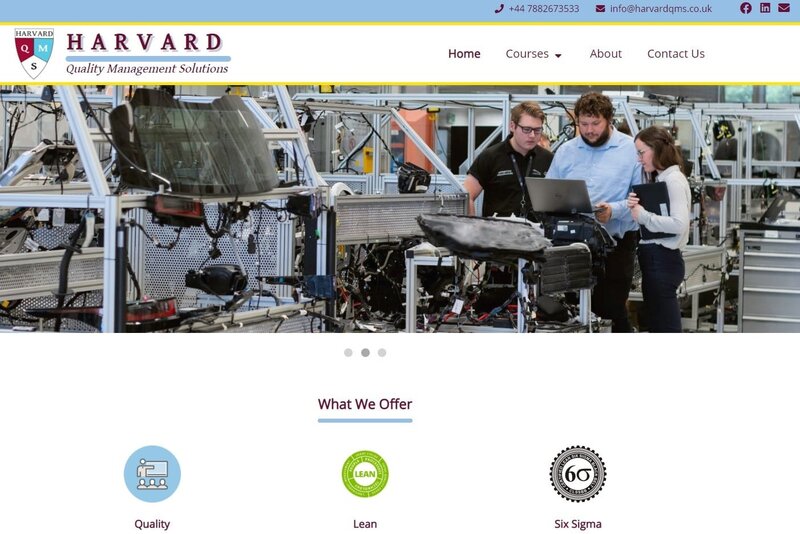 +44 7882673533
info@harvardqms.co.uk
HARVARD
Q M
S
HARVARD
Quality Management Solutions
Home
Courses
About
Contact Us
What We Offer
LEAN
6σ
Quality
Lean
Six Sigma